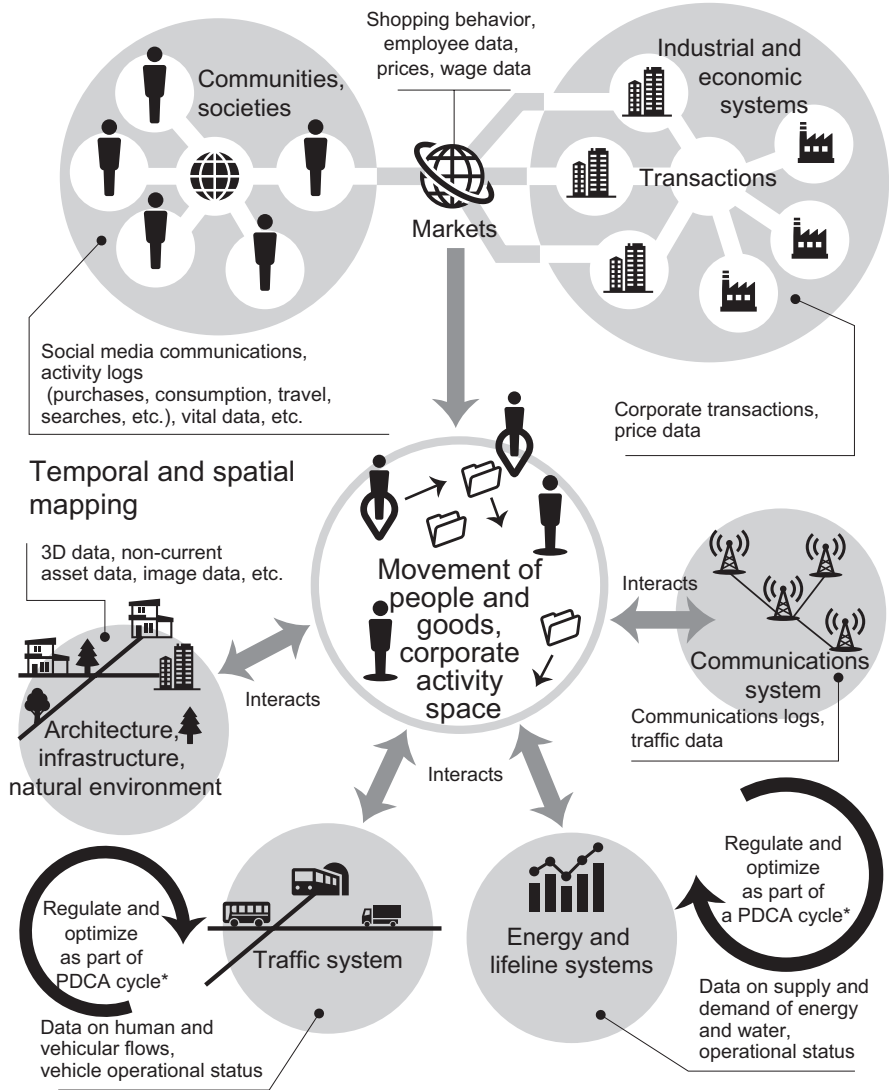 Shopping behavior,
employee data,
prices, wage data
Communities,
societies
Industrial and
economic
systems
Transactions
Markets
Social media communications,
activity logs
(purchases, consumption, travel,
searches, etc.), vital data, etc.
Corporate transactions,
price data
Temporal and spatial
mapping
3D data, non-current
asset data, image data, etc.
Movement of
people and
goods,
corporate
activity
space
Interacts
Communications
system
Communications logs,
traffic data
Interacts
Architecture,
infrastructure,
natural environment
Interacts
Regulate and
optimize
as part of
PDCA cycle*
Traffic system
Data on human and
vehicular flows,
vehicle operational status
Energy and
lifeline systems
Regulate and
optimize
as part of
a PDCA cycle*
Data on supply and
demand of energy
and water,
operational status